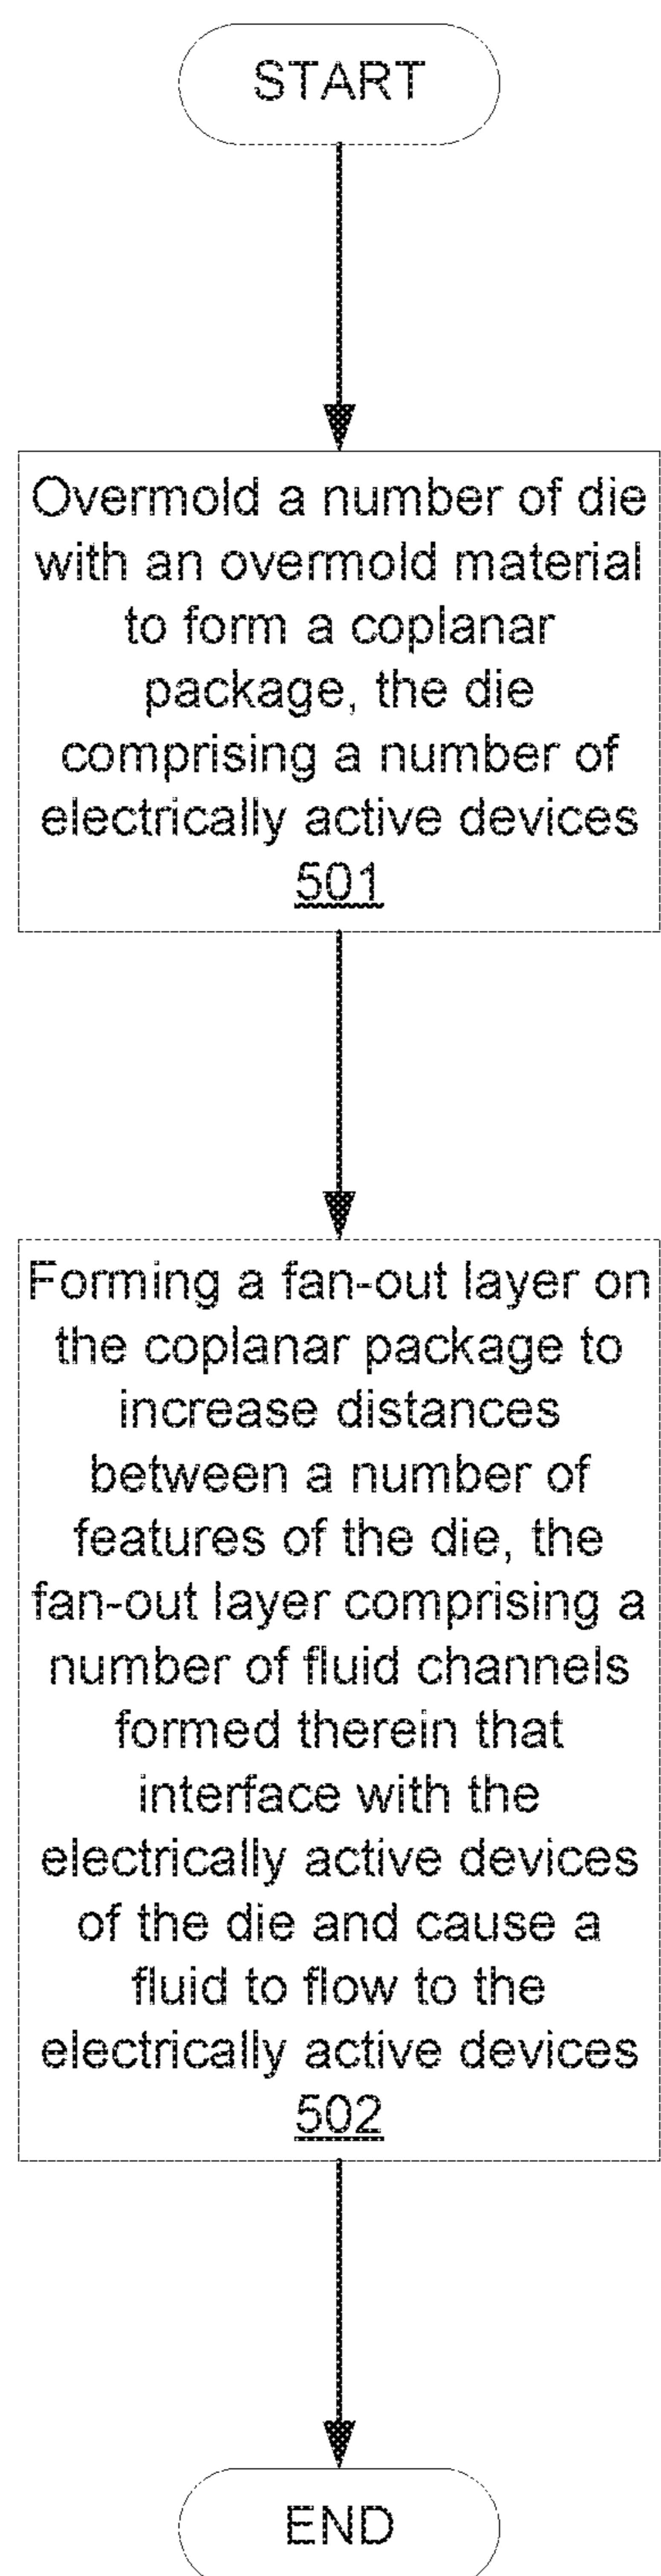 START
Overmold a number of die
with an overmold material
to form a coplanar
package, the die
comprising a number of
electrically active devices
501
Forming a fan-out layer on
the coplanar package to
increase distances
between a number of
features of the die, the
fan-out layer comprising a
number of fluid channels
formed therein that
interface with the
electrically active devices
of the die and cause a
fluid to flow to the
electrically active devices
502
END